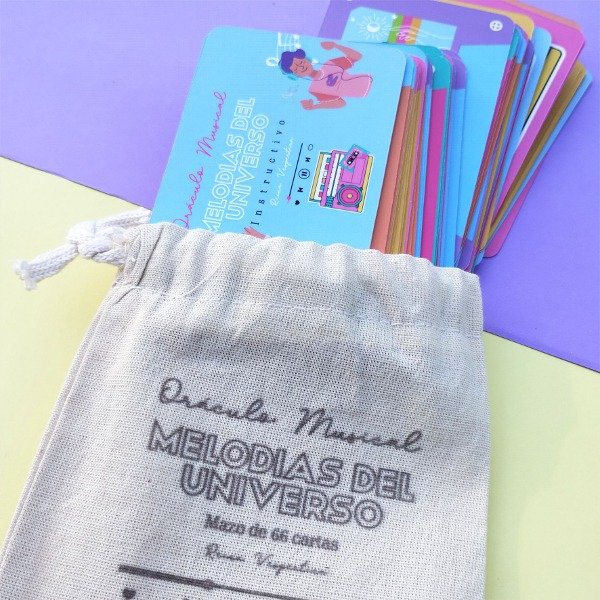 Oráculo Musical
MELODIAS DEL
UNIVERSO
Instructivo
Oráculo Musical
MELODIAS DEL
UNIVERSO
Mazo de 66 cartas